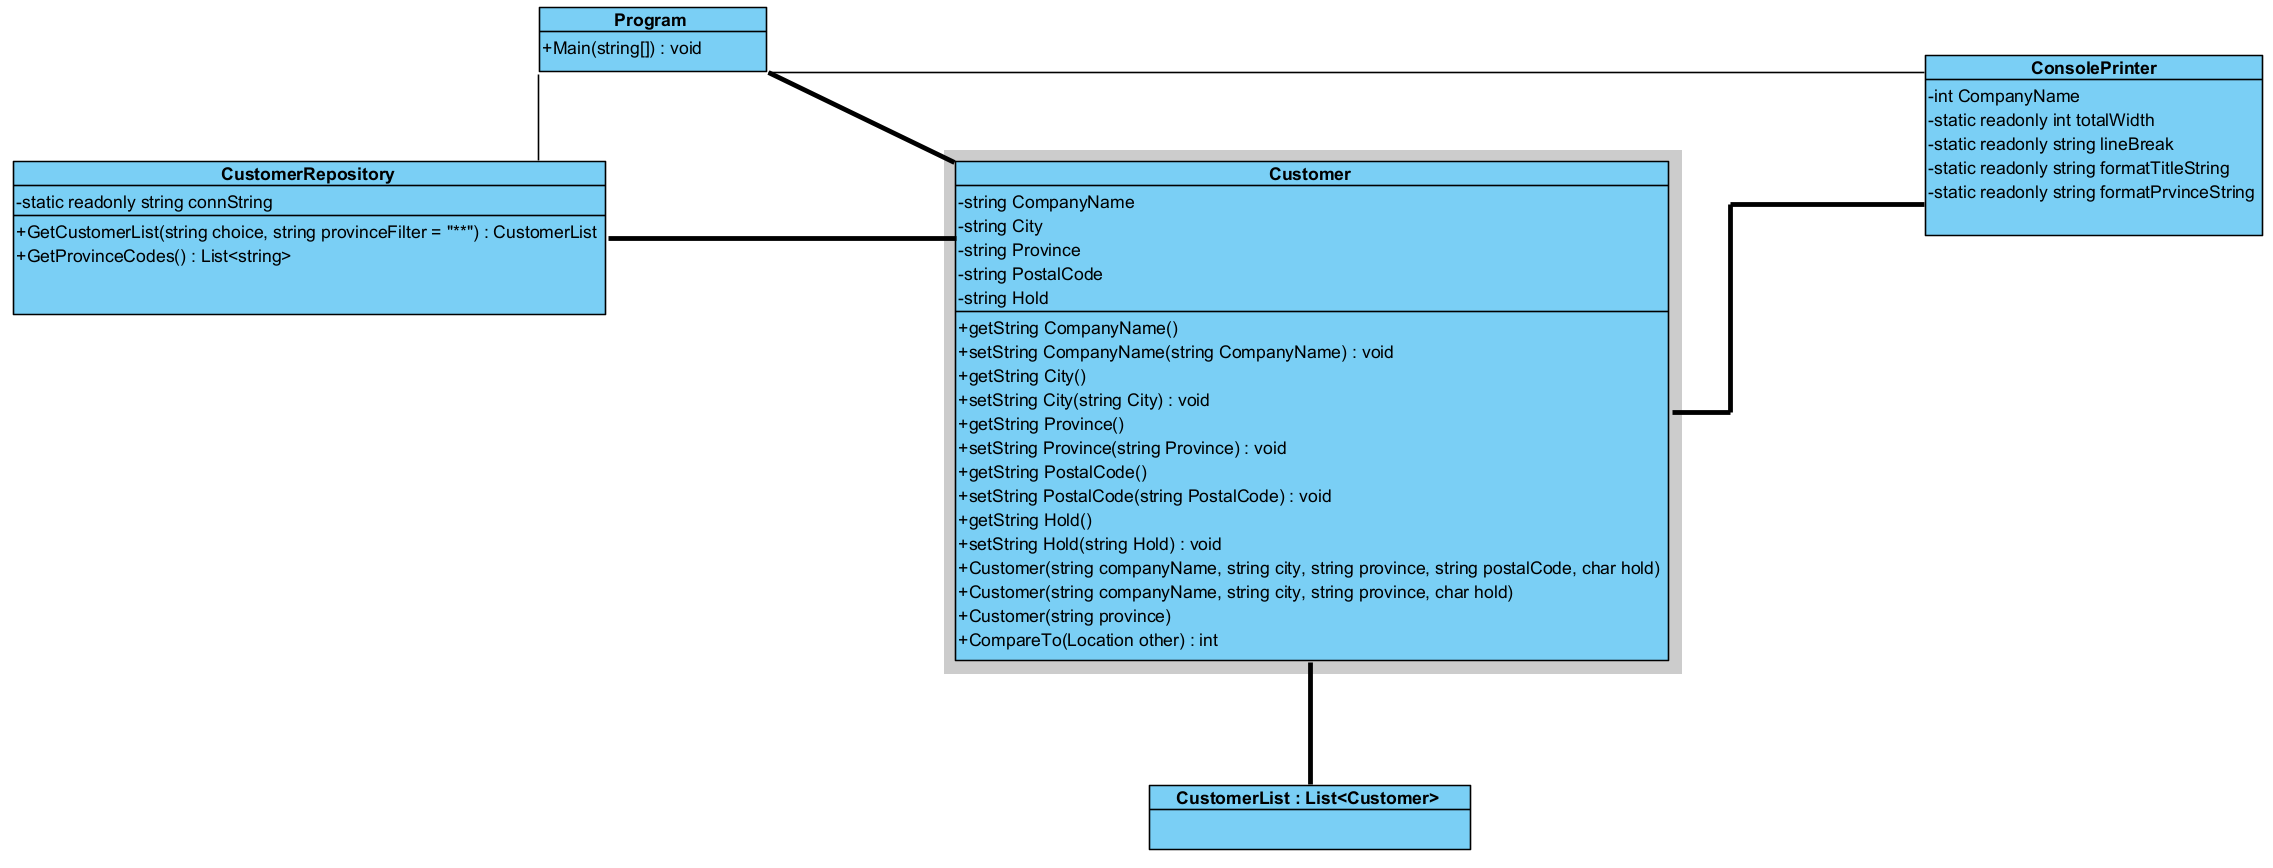 Program
+Main(string[]) : void
ConsolePrinter
-int CompanyName
-static readonly int totalWidth
-static readonly string lineBreak
-static readonly string formatTitleString
-static readonly string formatPrvinceString
CustomerRepository
-static readonly string connString
+GetCustomerList(string choice, string provinceFilter = "**") : CustomerList
+GetProvinceCodes() : List<string>
Customer
-string CompanyName
-string City
-string Province
-string PostalCode
-string Hold
+getString CompanyName()
+setString CompanyName(string CompanyName) : void
+getString City()
+setString City(string City) : void
+getString Province()
+setString Province(string Province) : void
+getString PostalCode()
+setString PostalCode(string PostalCode) : void
+getString Hold()
+setString Hold(string Hold) : void
+Customer(string companyName, string city, string province, string postalCode, char hold)
+Customer(string companyName, string city, string province, char hold)
+Customer(string province)
+CompareTo(Location other) : int
CustomerList : List<Customer>